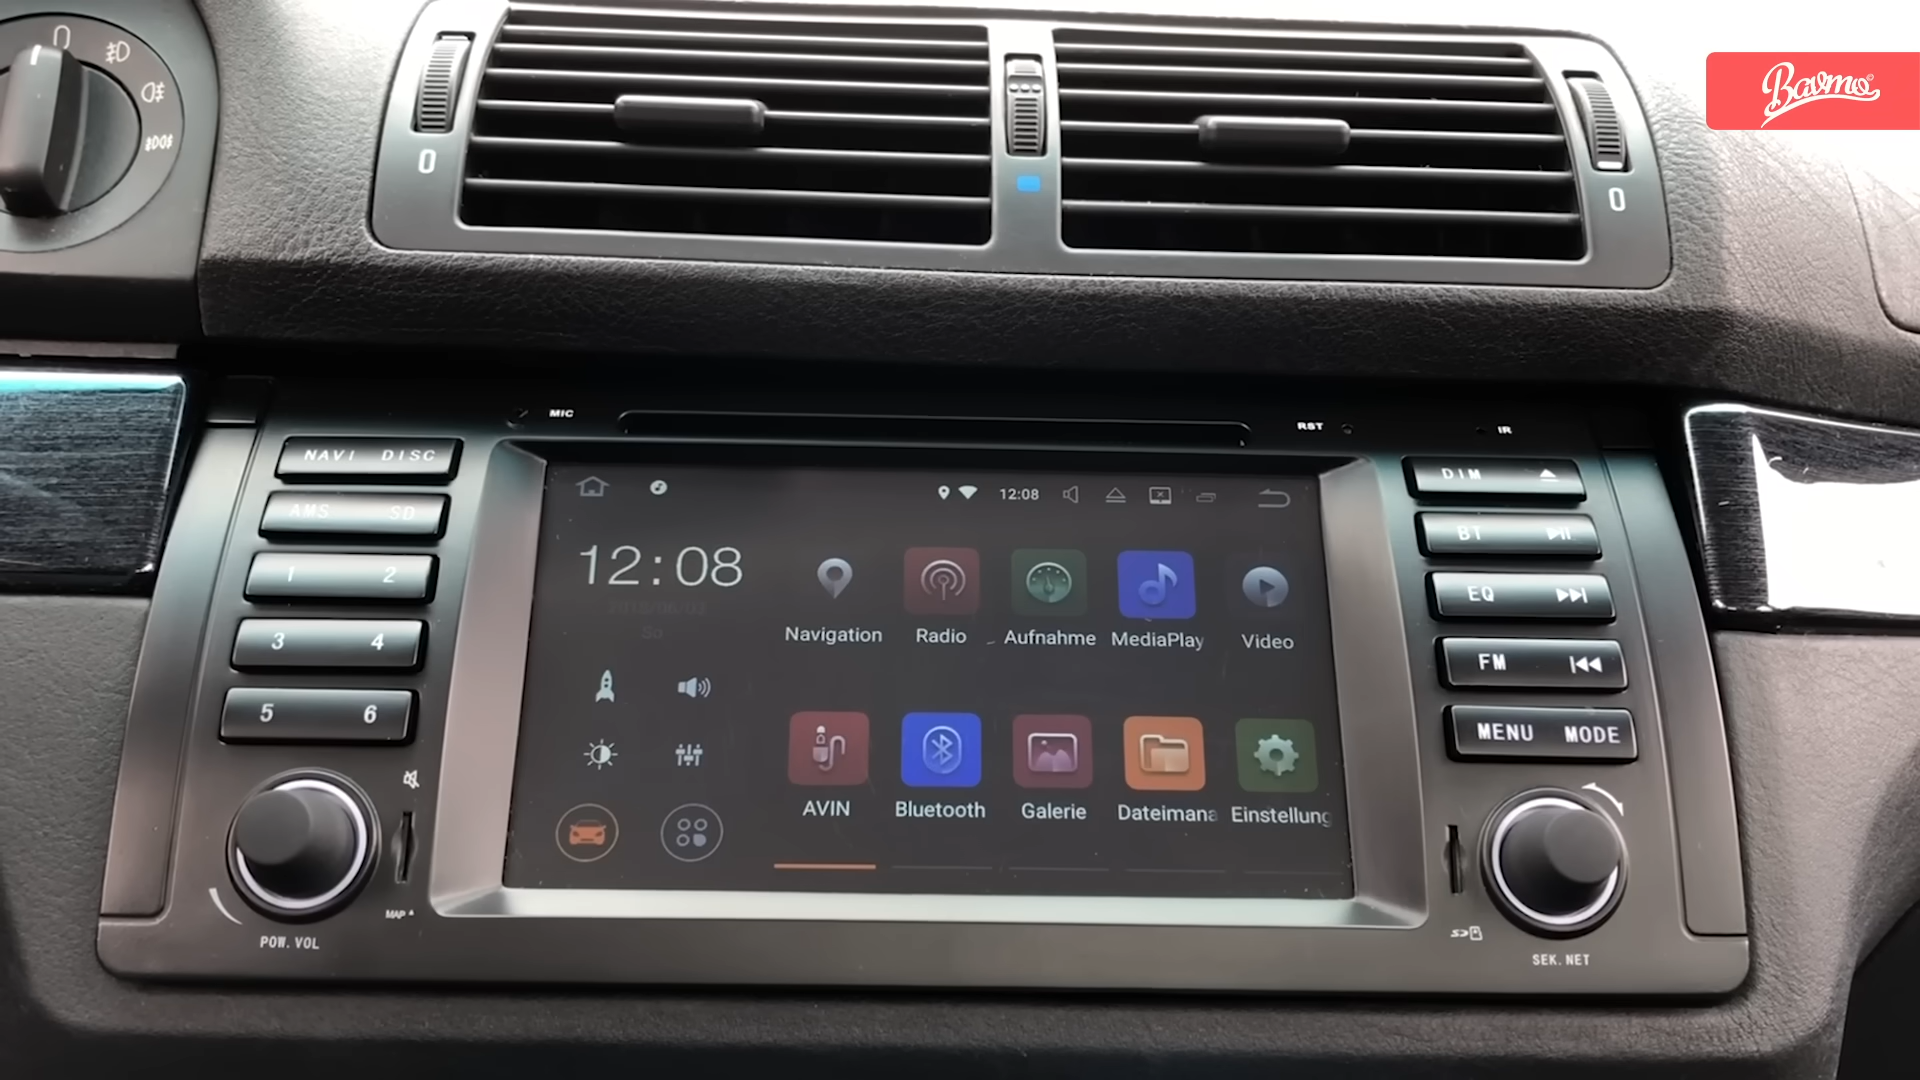 Bavmo
0
0
MIC
RST
IR
NAVI DISC
AMS SD
1 2
3 4
5 6
MAP
POW. VOL
12:08
12:08
Navigation
Radio
Aufnahme
MediaPlay
Video
AVIN
Bluetooth
Galerie
Dateimana
Einstellung
DIM
BT
EQ
FM
MENU MODE
SEK. NET